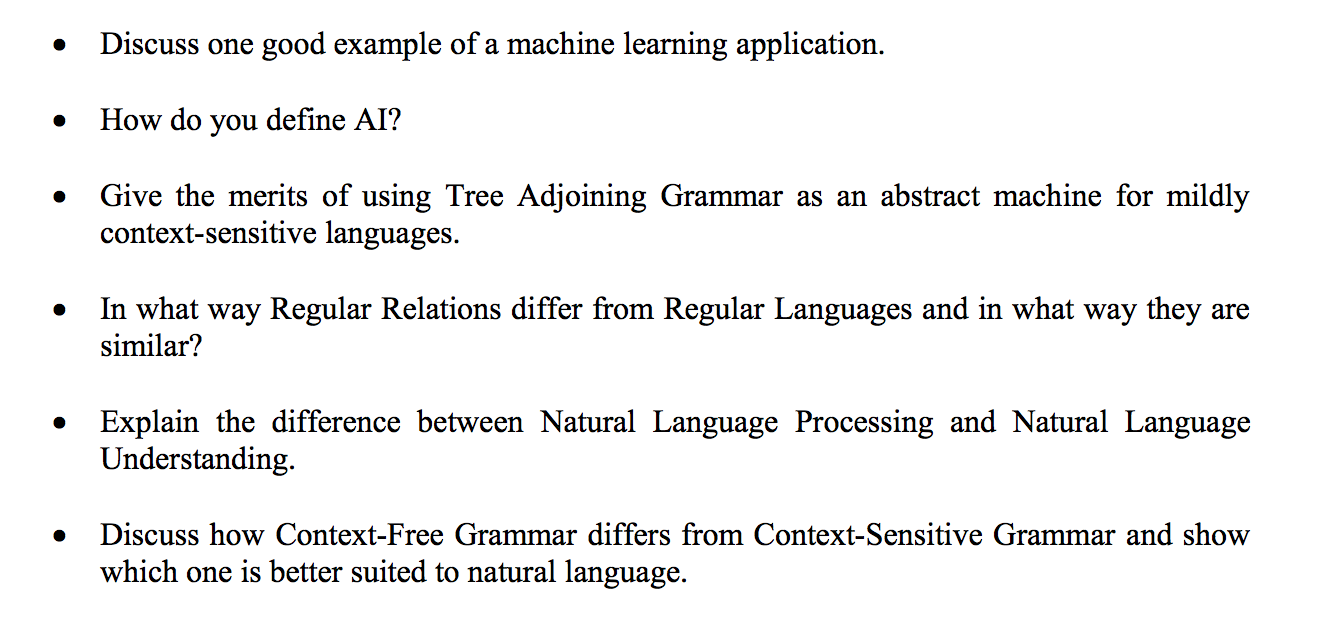 • Discuss one good example of a machine learning application.
• How do you define AI?
• Give the merits of using Tree Adjoining Grammar as an abstract machine for mildly
context-sensitive languages.
• In what way Regular Relations differ from Regular Languages and in what way they are
similar?
• Explain the difference between Natural Language Processing and Natural Language
Understanding.
• Discuss how Context-Free Grammar differs from Context-Sensitive Grammar and show
which one is better suited to natural language.